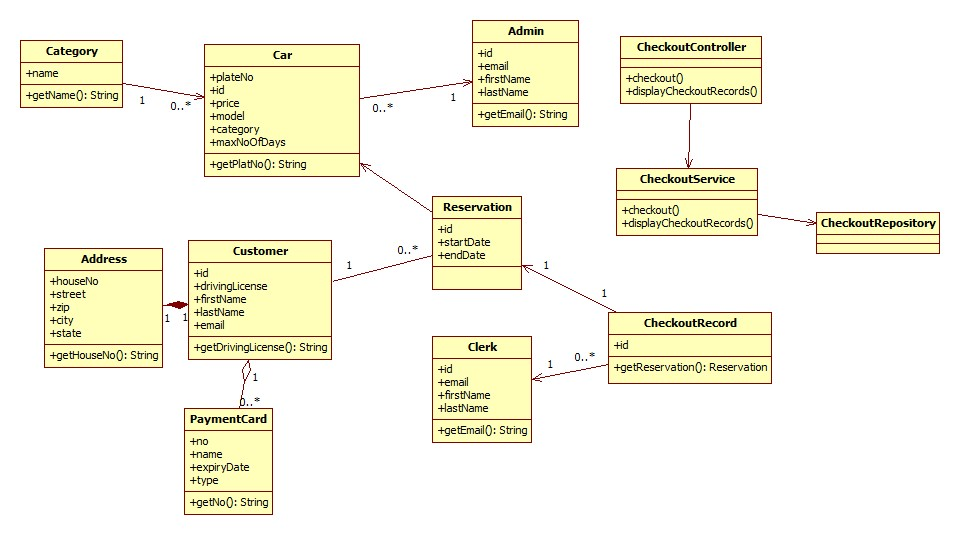 Category
+name
+getName(): String
1
0..*
Car
+plateNo
+id
+price
+model
+category
+maxNoOfDays
+getPlatNo(): String
0..*
1
Admin
+id
+email
+firstName
+lastName
+getEmail(): String
CheckoutController
+checkout()
+displayCheckoutRecords()
CheckoutService
+checkout()
+displayCheckoutRecords()
CheckoutRepository
Reservation
+id
+startDate
+endDate
Address
+houseNo
+street
+zip
+city
+state
+getHouseNo(): String
1
1
Customer
+id
+drivingLicense
+firstName
+lastName
+email
+getDrivingLicense(): String
1
0..*
1
1
CheckoutRecord
+id
+getReservation(): Reservation
Clerk
+id
+email
+firstName
+lastName
+getEmail(): String
1
0..*
1
0..*
PaymentCard
+no
+name
+expiryDate
+type
+getNo(): String